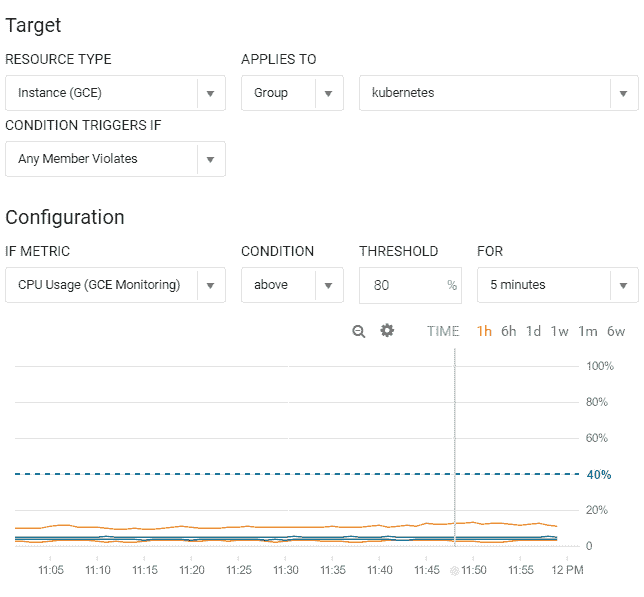 Target
RESOURCE TYPE APPLIES TO
Instance (GCE) Group kubernetes
CONDITION TRIGGERS IF
Any Member Violates
Configuration
IF METRIC CONDITION THRESHOLD FOR
CPU Usage (GCE Monitoring) above 80 % 5 minutes
TIME 1h 6h 1d 1w 1m 6w
100%
80%
60%
40%
20%
0
11:05 11:10 11:15 11:20 11:25 11:30 11:35 11:40 11:45 11:50 11:55 12 PM